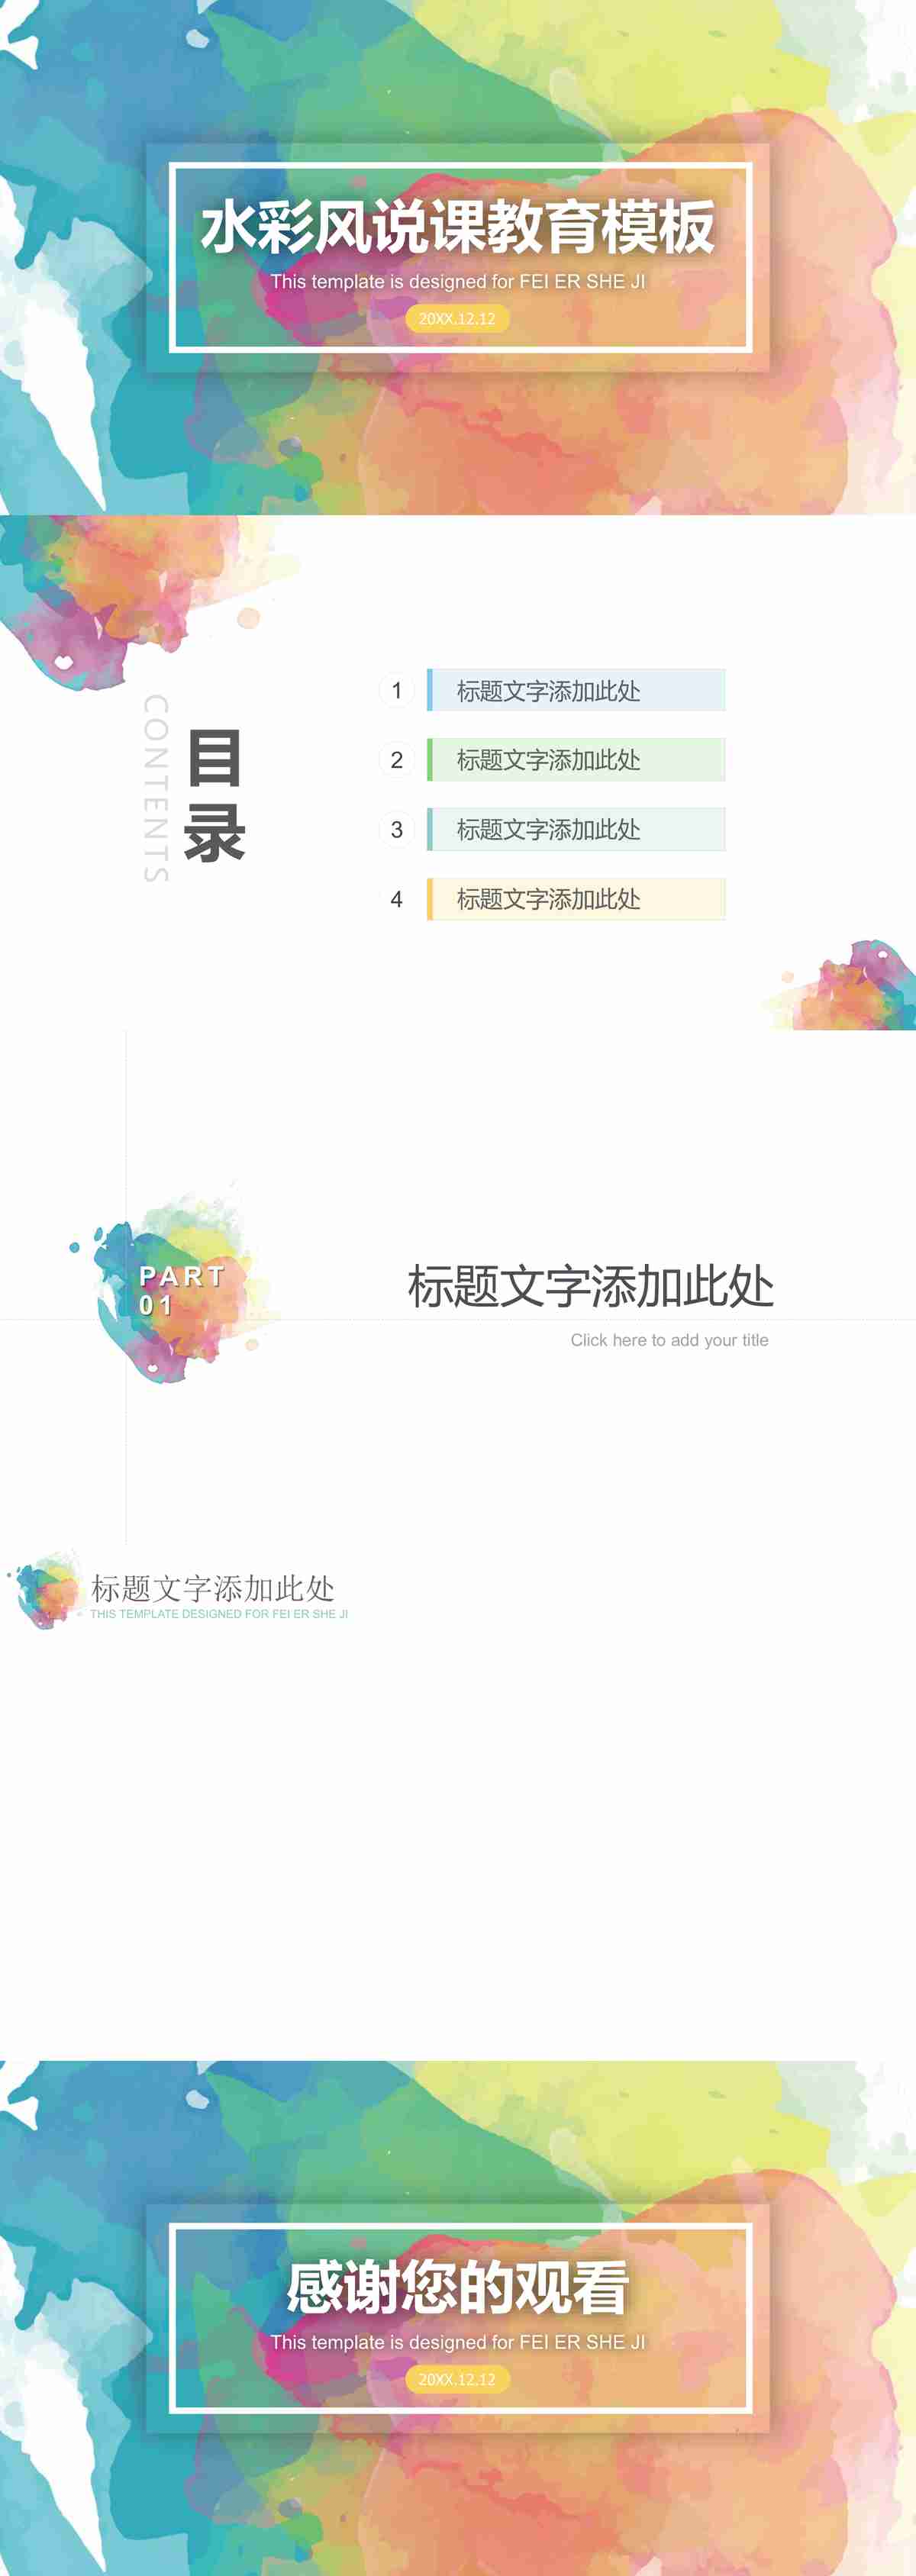 水彩风说课教育模板
This template is designed for FEI ER SHE JI
20XX.12.12
CONTENTS
目录
1 标题文字添加此处
2 标题文字添加此处
3 标题文字添加此处
4 标题文字添加此处
PART
01
标题文字添加此处
Click here to add your title
标题文字添加此处
THIS TEMPLATE DESIGNED FOR FEI ER SHE JI
感谢您的观看
This template is designed for FEI ER SHE JI
20XX.12.12